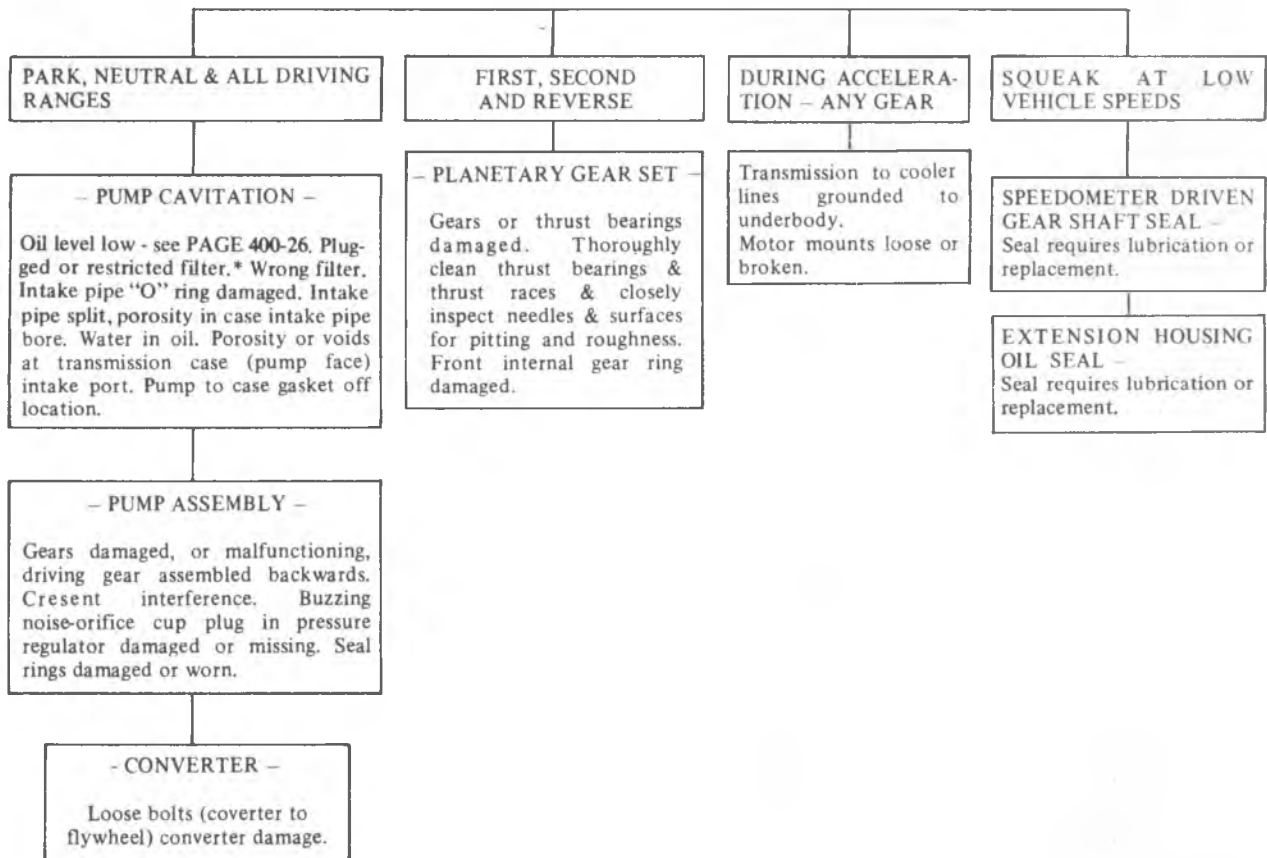 PARK, NEUTRAL & ALL DRIVING
RANGES
– PUMP CAVITATION –
Oil level low - see PAGE 400-26. Plug-
ged or restricted filter.* Wrong filter.
Intake pipe “O” ring damaged. Intake
pipe split, porosity in case intake pipe
bore. Water in oil. Porosity or voids
at transmission case (pump face)
intake port. Pump to case gasket off
location.
– PUMP ASSEMBLY –
Gears damaged, or malfunctioning,
driving gear assembled backwards.
Cresent interference. Buzzing
noise-orifice cup plug in pressure
regulator damaged or missing. Seal
rings damaged or worn.
- CONVERTER –
Loose bolts (coverter to
flywheel) converter damage.
FIRST, SECOND
AND REVERSE
– PLANETARY GEAR SET –
Gears or thrust bearings
damaged. Thoroughly
clean thrust bearings &
thrust races & closely
inspect needles & surfaces
for pitting and roughness.
Front internal gear ring
damaged.
DURING ACCELERA-
TION – ANY GEAR
Transmission to cooler
lines grounded to
underbody.
Motor mounts loose or
broken.
SQUEAK AT LOW
VEHICLE SPEEDS
SPEEDOMETER DRIVEN
GEAR SHAFT SEAL –
Seal requires lubrication or
replacement.
EXTENSION HOUSING
OIL SEAL –
Seal requires lubrication or
replacement.